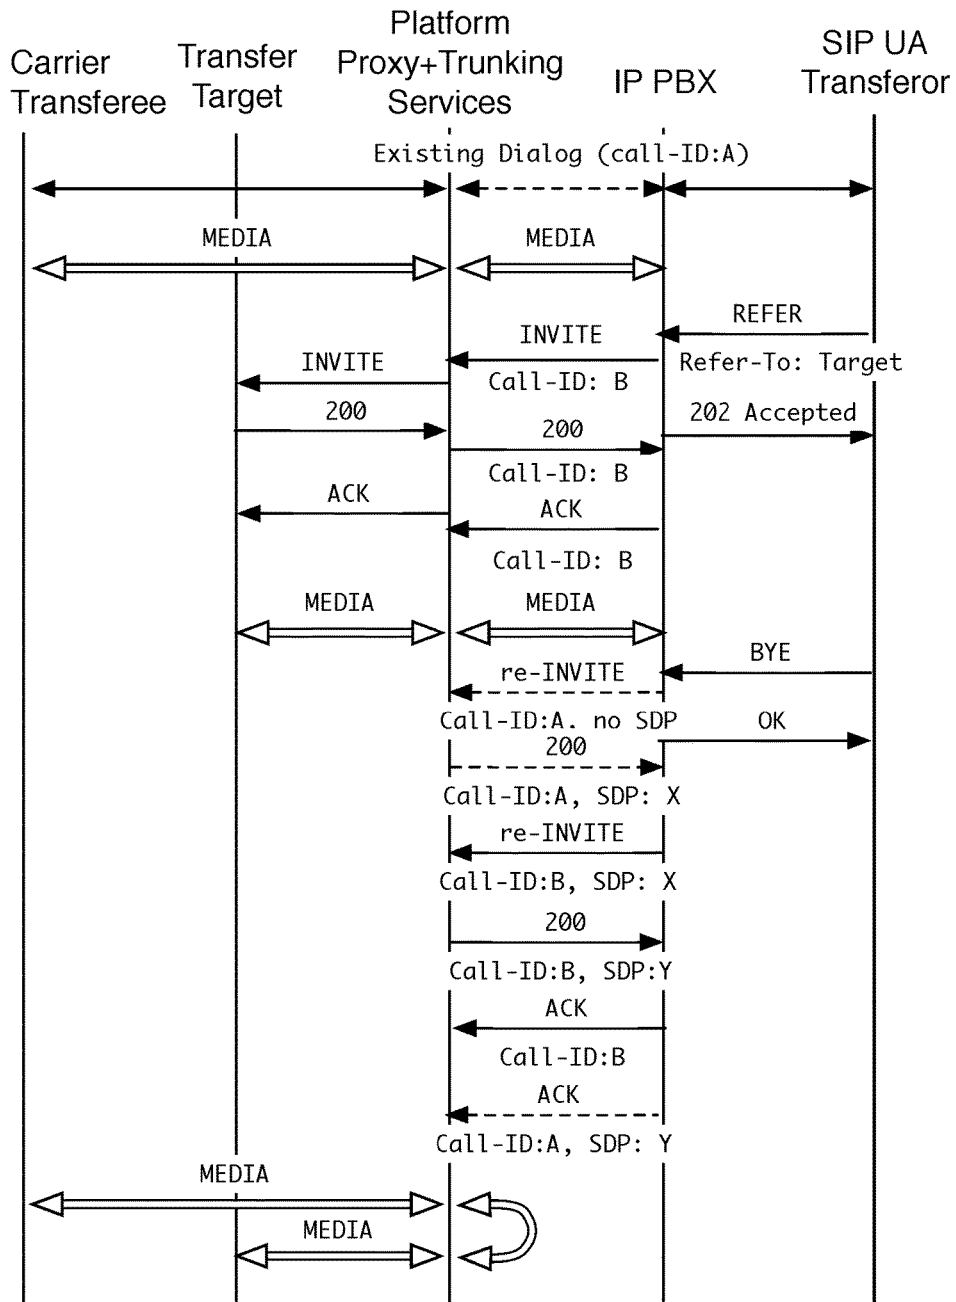 Carrier
Transferee
Transfer
Target
Platform
Proxy+Trunking
Services
IP PBX
SIP UA
Transferor
Existing Dialog (call-ID:A)
MEDIA
MEDIA
REFER
INVITE
Refer-To: Target
INVITE
Call-ID: B
200
202 Accepted
200
Call-ID: B
ACK
ACK
Call-ID: B
MEDIA
MEDIA
BYE
re-INVITE
Call-ID:A. no SDP
OK
200
Call-ID:A, SDP: X
re-INVITE
Call-ID:B, SDP: X
200
Call-ID:B, SDP:Y
ACK
Call-ID:B
ACK
Call-ID:A, SDP: Y
MEDIA
MEDIA